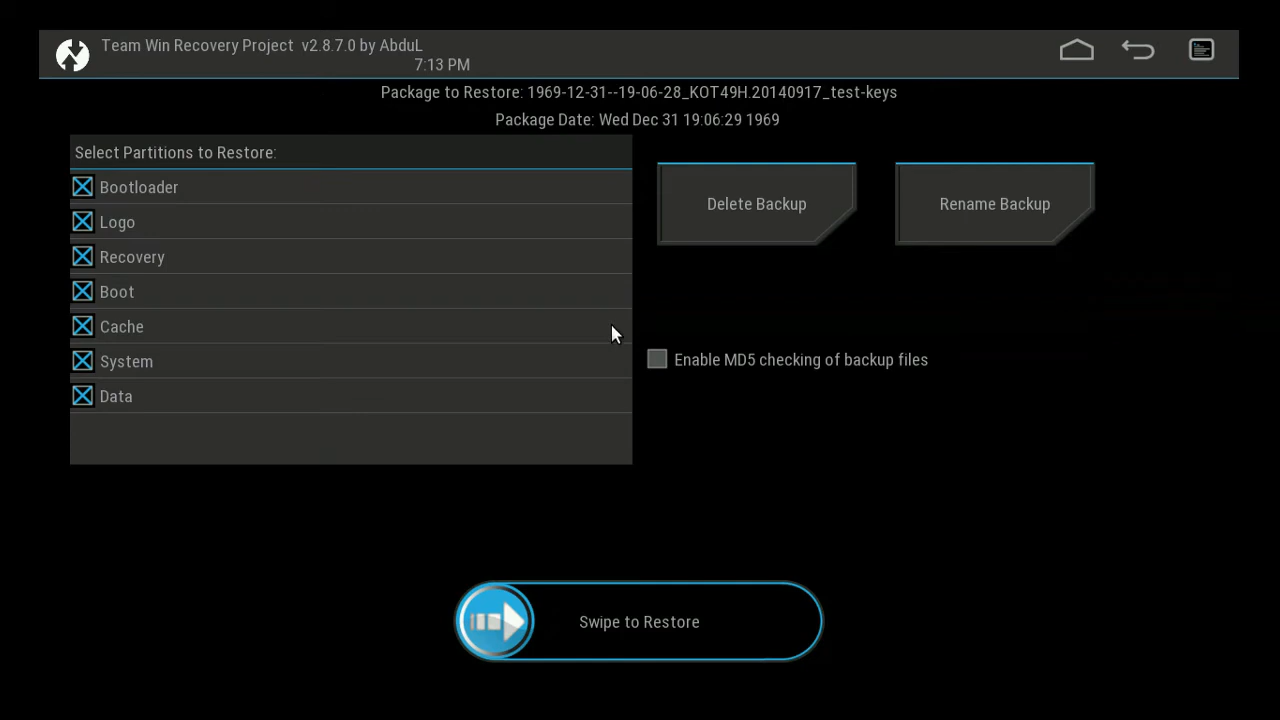 Team Win Recovery Project v2.8.7.0 by AbduL
7:13 PM
Package to Restore: 1969-12-31--19-06-28_KOT49H.20140917_test-keys
Package Date: Wed Dec 31 19:06:29 1969
Select Partitions to Restore:
Bootloader
Logo
Recovery
Boot
Cache
System
Data
Delete Backup
Rename Backup
Enable MD5 checking of backup files
Swipe to Restore